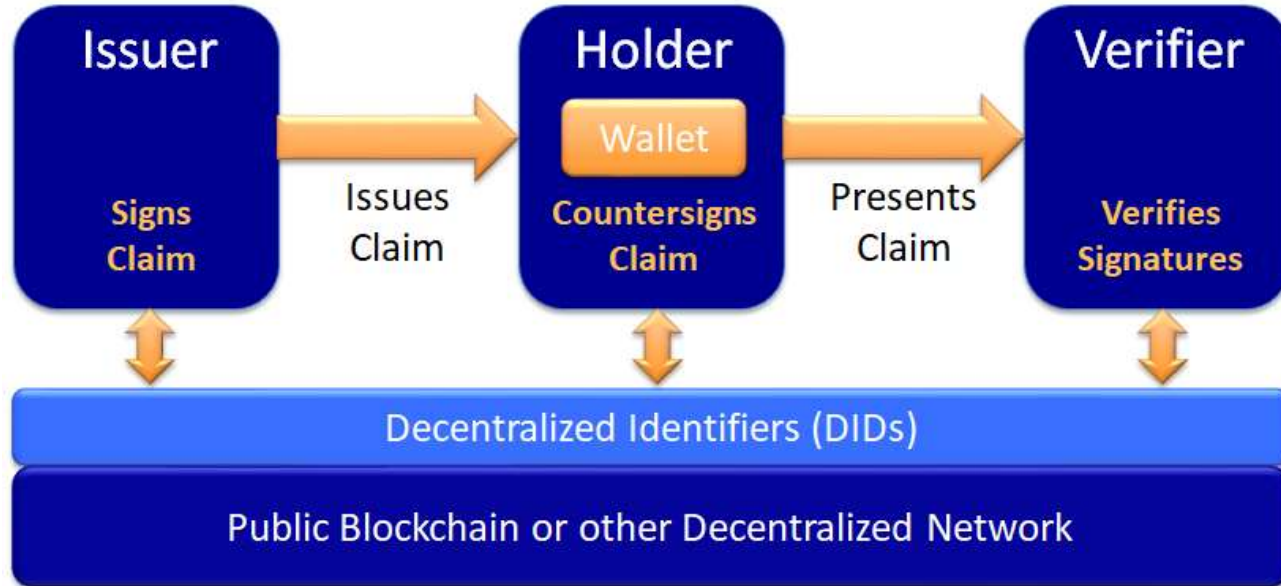 Issuer
Signs
Claim
Issues
Claim
Holder
Wallet
Countersigns
Claim
Presents
Claim
Verifier
Verifies
Signatures
Decentralized Identifiers (DIDs)
Public Blockchain or other Decentralized Network